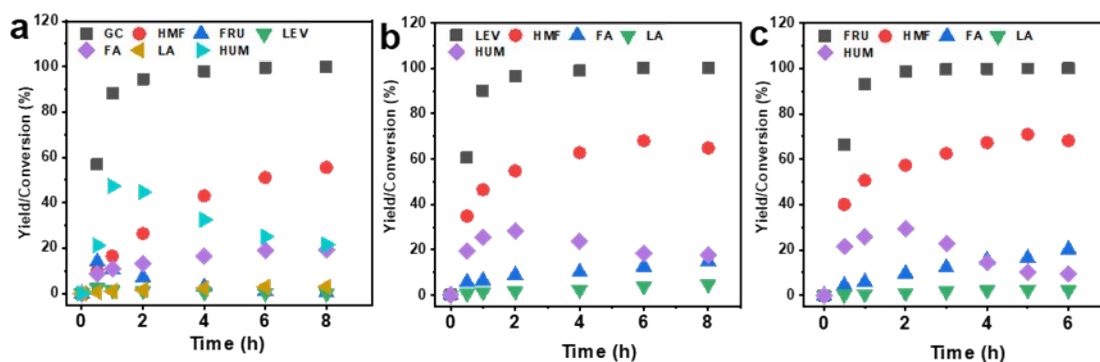 a
GC HMF FRU LEV
FA LA HUM
Yield/Conversion (%)
120
100
80
60
40
20
0
0 2 4 6 8
Time (h)
b
LEV HMF FA LA
HUM
Yield/Conversion (%)
120
100
80
60
40
20
0
0 2 4 6 8
Time (h)
c
FRU HMF FA LA
HUM
Yield/Conversion (%)
120
100
80
60
40
20
0
0 2 4 6
Time (h)